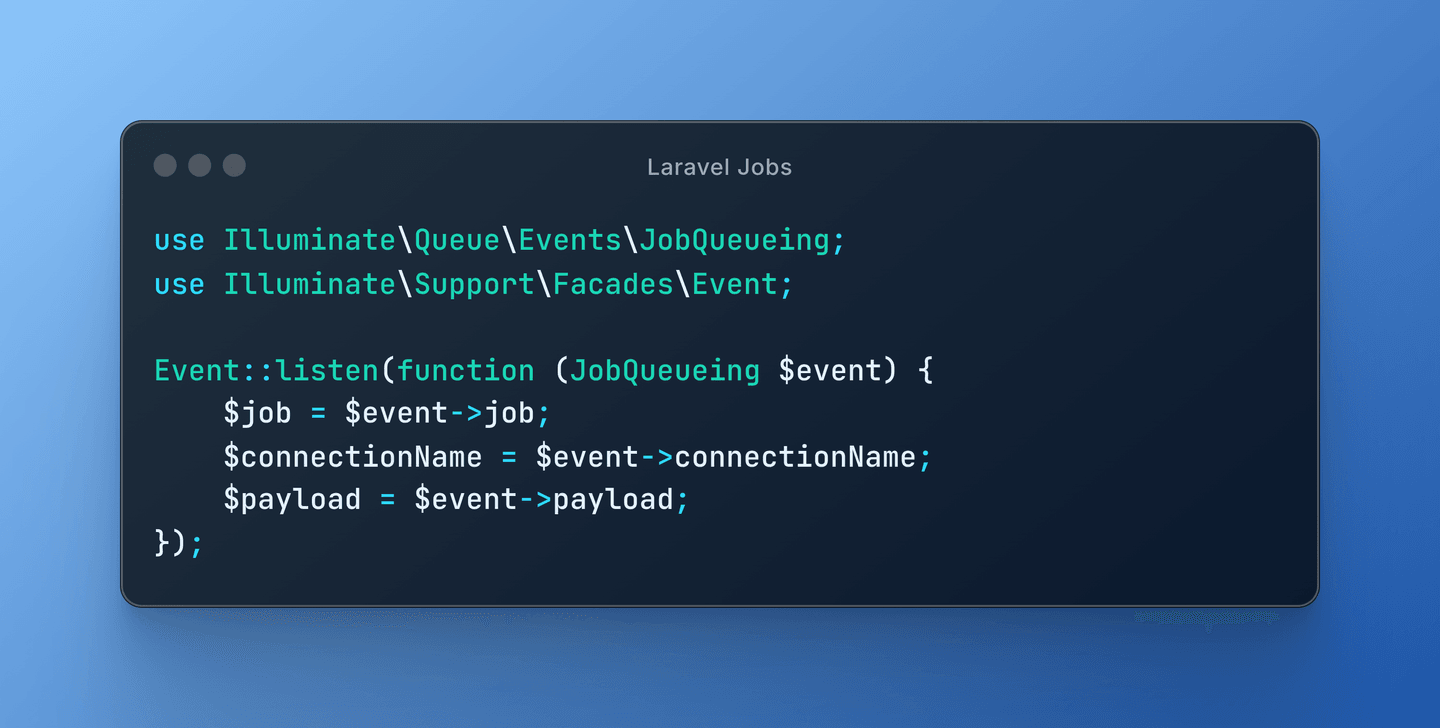 Laravel Jobs
use Illuminate\Queue\Events\JobQueueing;
use Illuminate\Support\Facades\Event;
Event::listen(function (JobQueueing $event) {
    $job = $event->job;
    $connectionName = $event->connectionName;
    $payload = $event->payload;
});